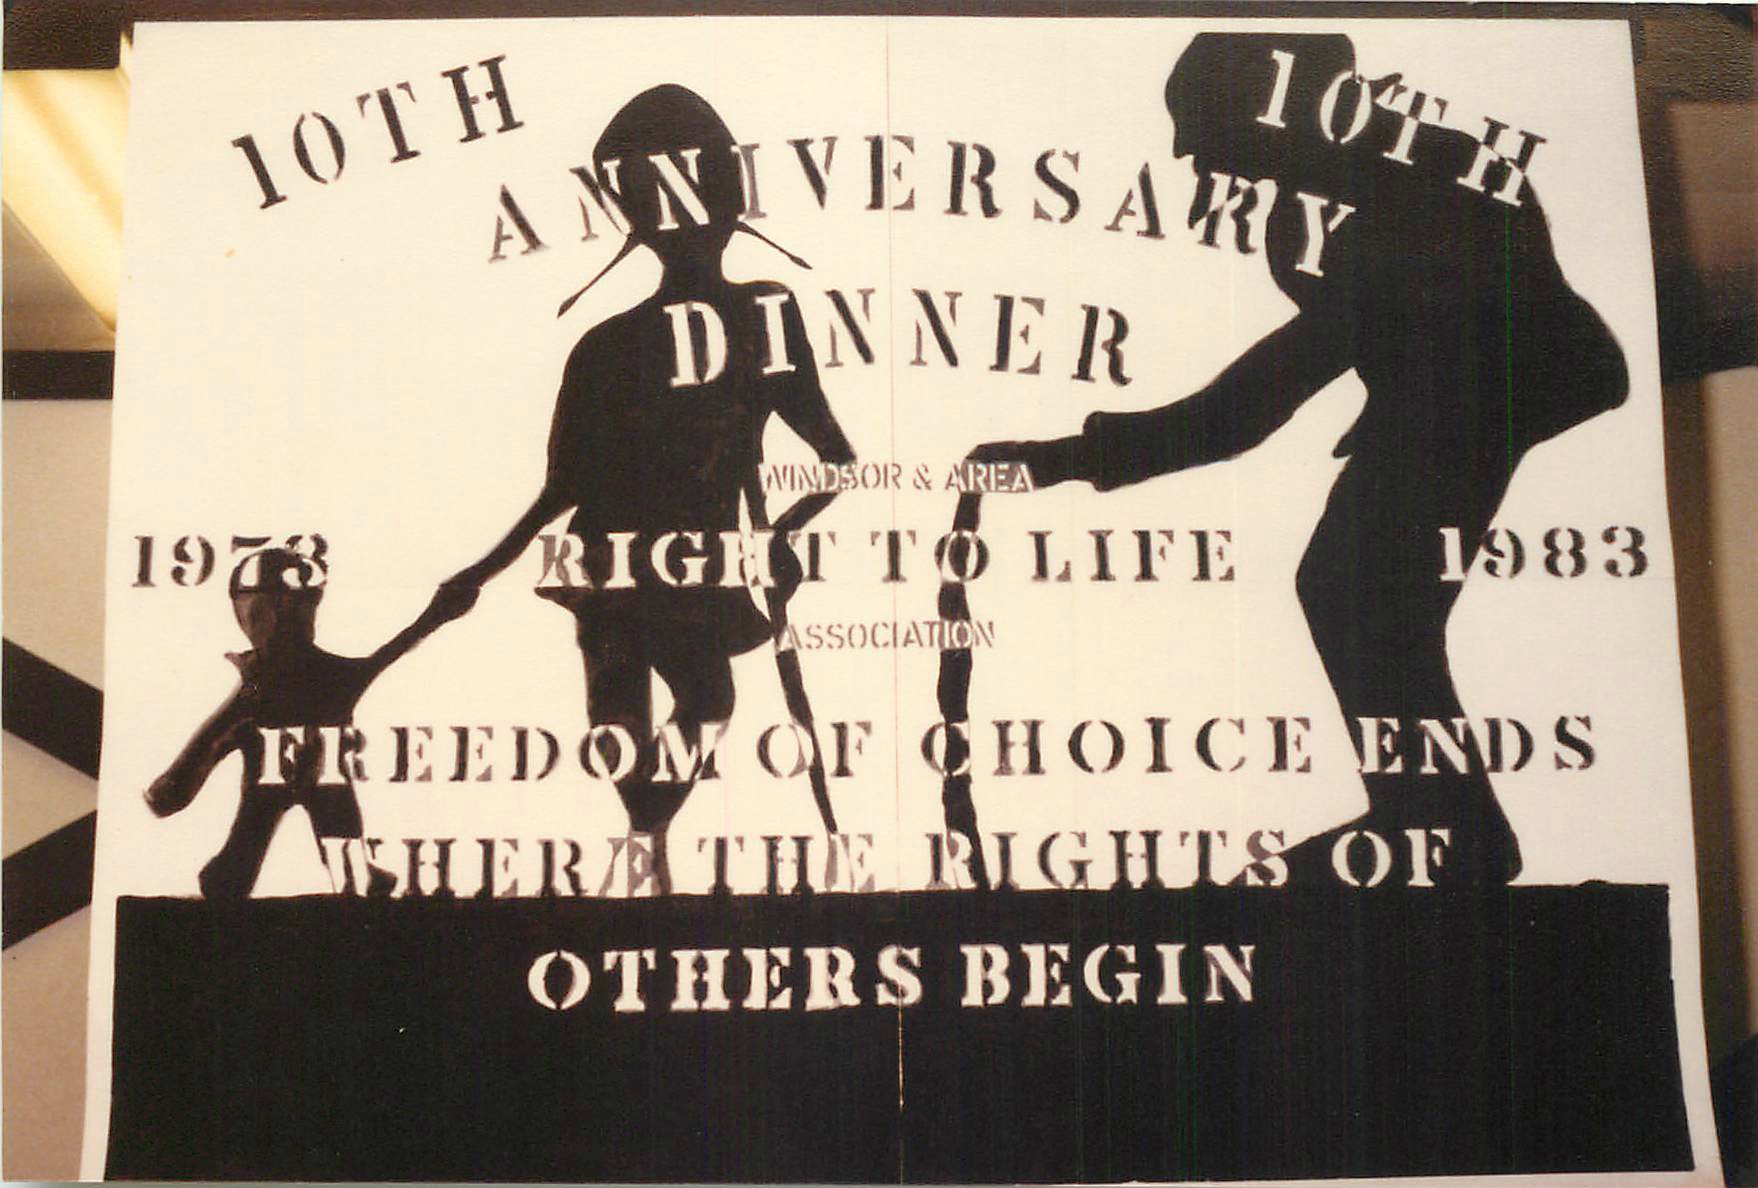 10TH 10TH
ANNIVERSARY
DINNER
WINDSOR & AREA
1973 RIGHT TO LIFE 1983
ASSOCIATION
FREEDOM OF CHOICE ENDS
WHERE THE RIGHTS OF
OTHERS BEGIN